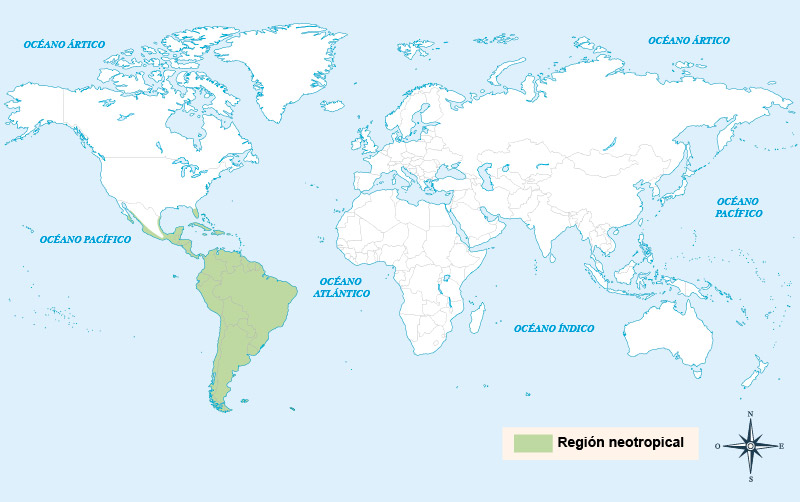 OCÉANO ÁRTICO
OCÉANO ÁRTICO
OCÉANO
PACÍFICO
OCÉANO PACÍFICO
OCÉANO
ATLÁNTICO
OCÉANO ÍNDICO
Región neotropical
N
O
E
S